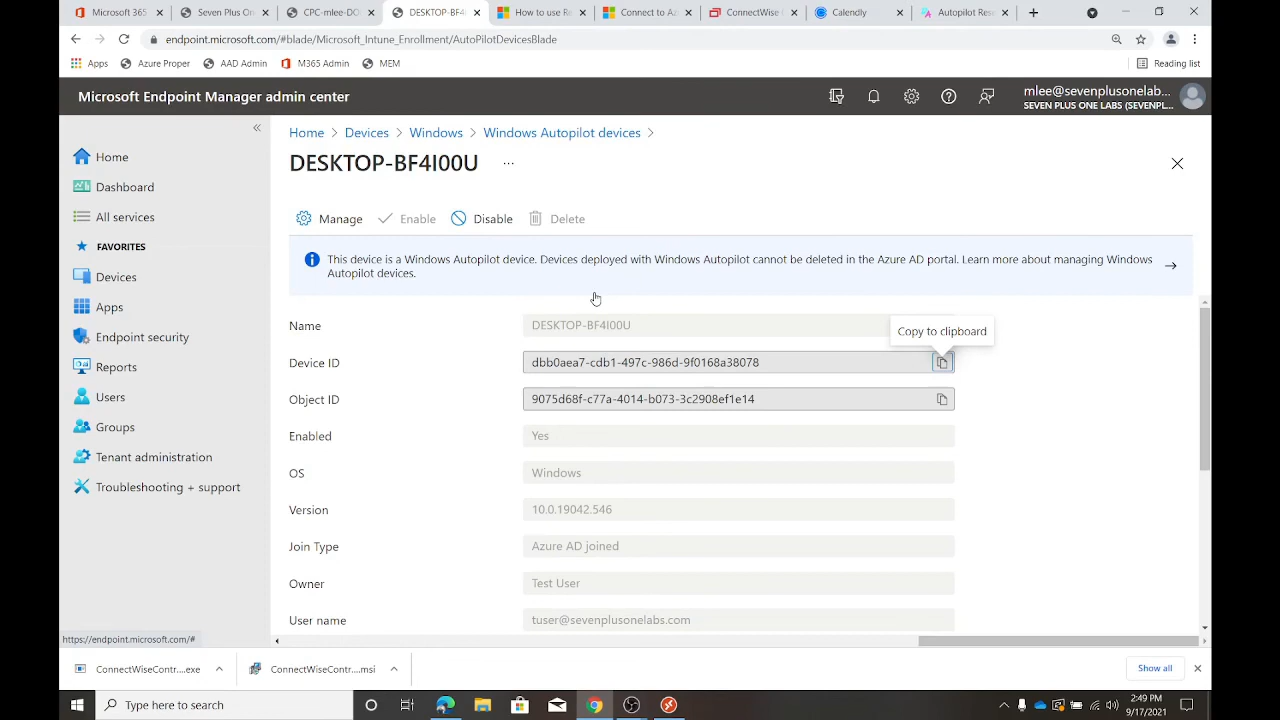 Microsoft 365
Seven Plus On
CPC-mlee-DO
DESKTOP-BF4I
How to use Re
Connect to Az
ConnectWise
Calendly
Autopilot Res
endpoint.microsoft.com/#blade/Microsoft_Intune_Enrollment/AutoPilotDevicesBlade
Apps
Azure Proper
AAD Admin
M365 Admin
MEM
Reading list
Microsoft Endpoint Manager admin center
mlee@sevenplusonelab...
SEVEN PLUS ONE LABS (SEVENPL...
Home > Devices > Windows > Windows Autopilot devices >
DESKTOP-BF4I00U ...
Manage
Enable
Disable
Delete
This device is a Windows Autopilot device. Devices deployed with Windows Autopilot cannot be deleted in the Azure AD portal. Learn more about managing Windows
Autopilot devices.
Home
Dashboard
All services
FAVORITES
Devices
Apps
Endpoint security
Reports
Users
Groups
Tenant administration
Troubleshooting + support
Name
DESKTOP-BF4I00U
Copy to clipboard
Device ID
dbb0aea7-cdb1-497c-986d-9f0168a38078
Object ID
9075d68f-c77a-4014-b073-3c2908ef1e14
Enabled
Yes
OS
Windows
Version
10.0.19042.546
Join Type
Azure AD joined
Owner
Test User
User name
tuser@sevenplusonelabs.com
https://endpoint.microsoft.com/#
ConnectWiseContr....exe
ConnectWiseContr....msi
Show all
Type here to search
2:49 PM
9/17/2021